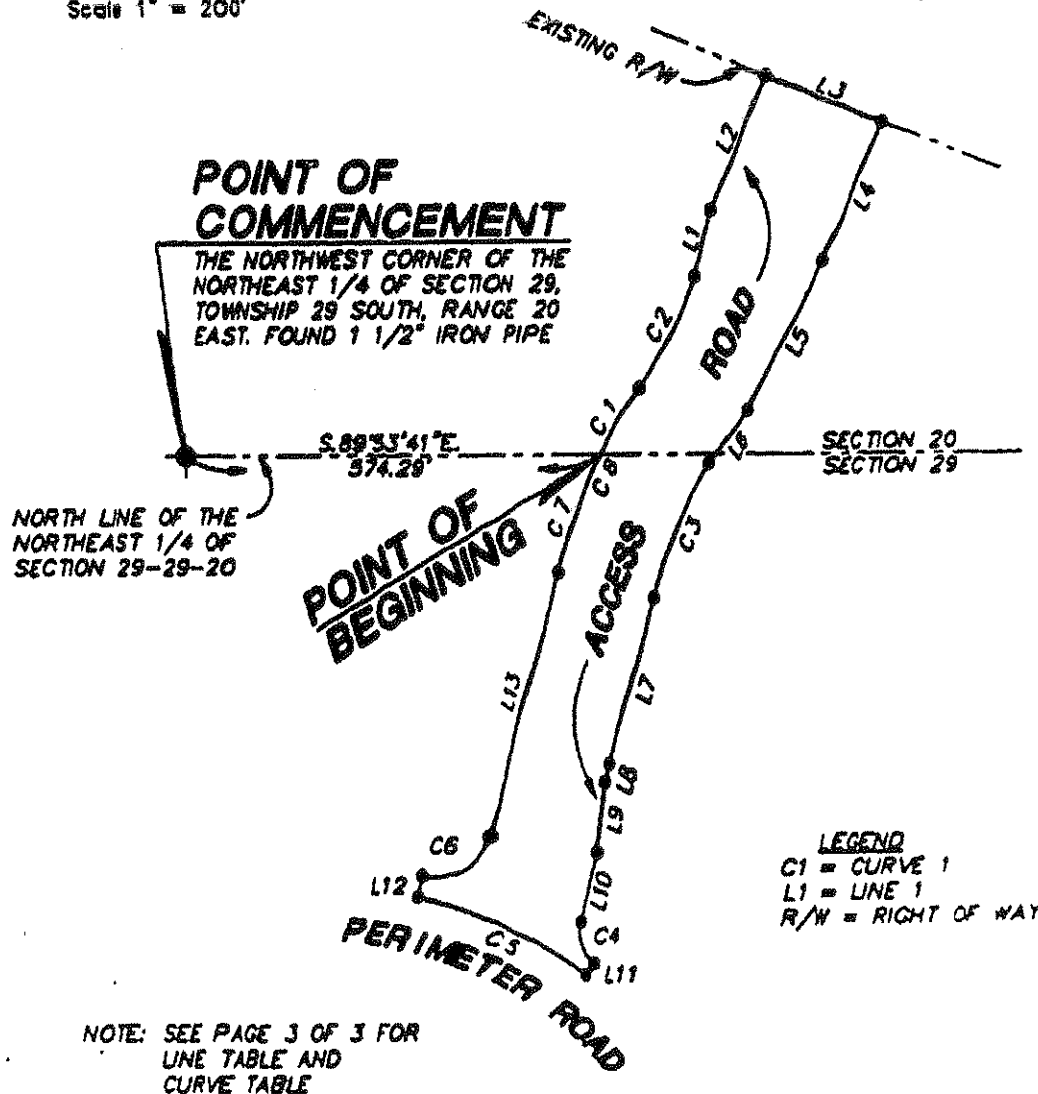 Scale 1" = 200'
EXISTING R/W
L3
L2
POINT OF
COMMENCEMENT
THE NORTHWEST CORNER OF THE
NORTHEAST 1/4 OF SECTION 29,
TOWNSHIP 29 SOUTH, RANGE 20
EAST. FOUND 1 1/2" IRON PIPE
L4
L1
C2
ROAD
L5
C1
L6
S.89°53'41"E.
574.29'
SECTION 20
SECTION 29
C8
C7
C3
NORTH LINE OF THE
NORTHEAST 1/4 OF
SECTION 29-29-20
POINT OF
BEGINNING
ACCESS
L13
L7
L8
L9
C6
L10
L12
C5
C4
L11
PERIMETER ROAD
LEGEND
C1 = CURVE 1
L1 = LINE 1
R/W = RIGHT OF WAY
NOTE: SEE PAGE 3 OF 3 FOR
LINE TABLE AND
CURVE TABLE